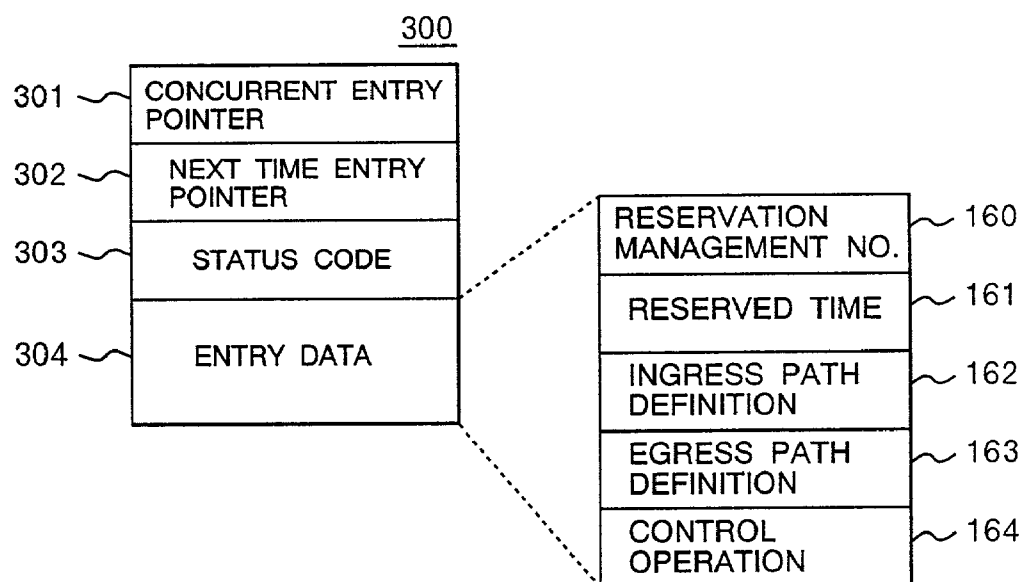 300
301 CONCURRENT ENTRY
POINTER
302 NEXT TIME ENTRY
POINTER
303 STATUS CODE
304 ENTRY DATA
RESERVATION 160
MANAGEMENT NO.
RESERVED TIME 161
INGRESS PATH 162
DEFINITION
EGRESS PATH 163
DEFINITION
CONTROL 164
OPERATION